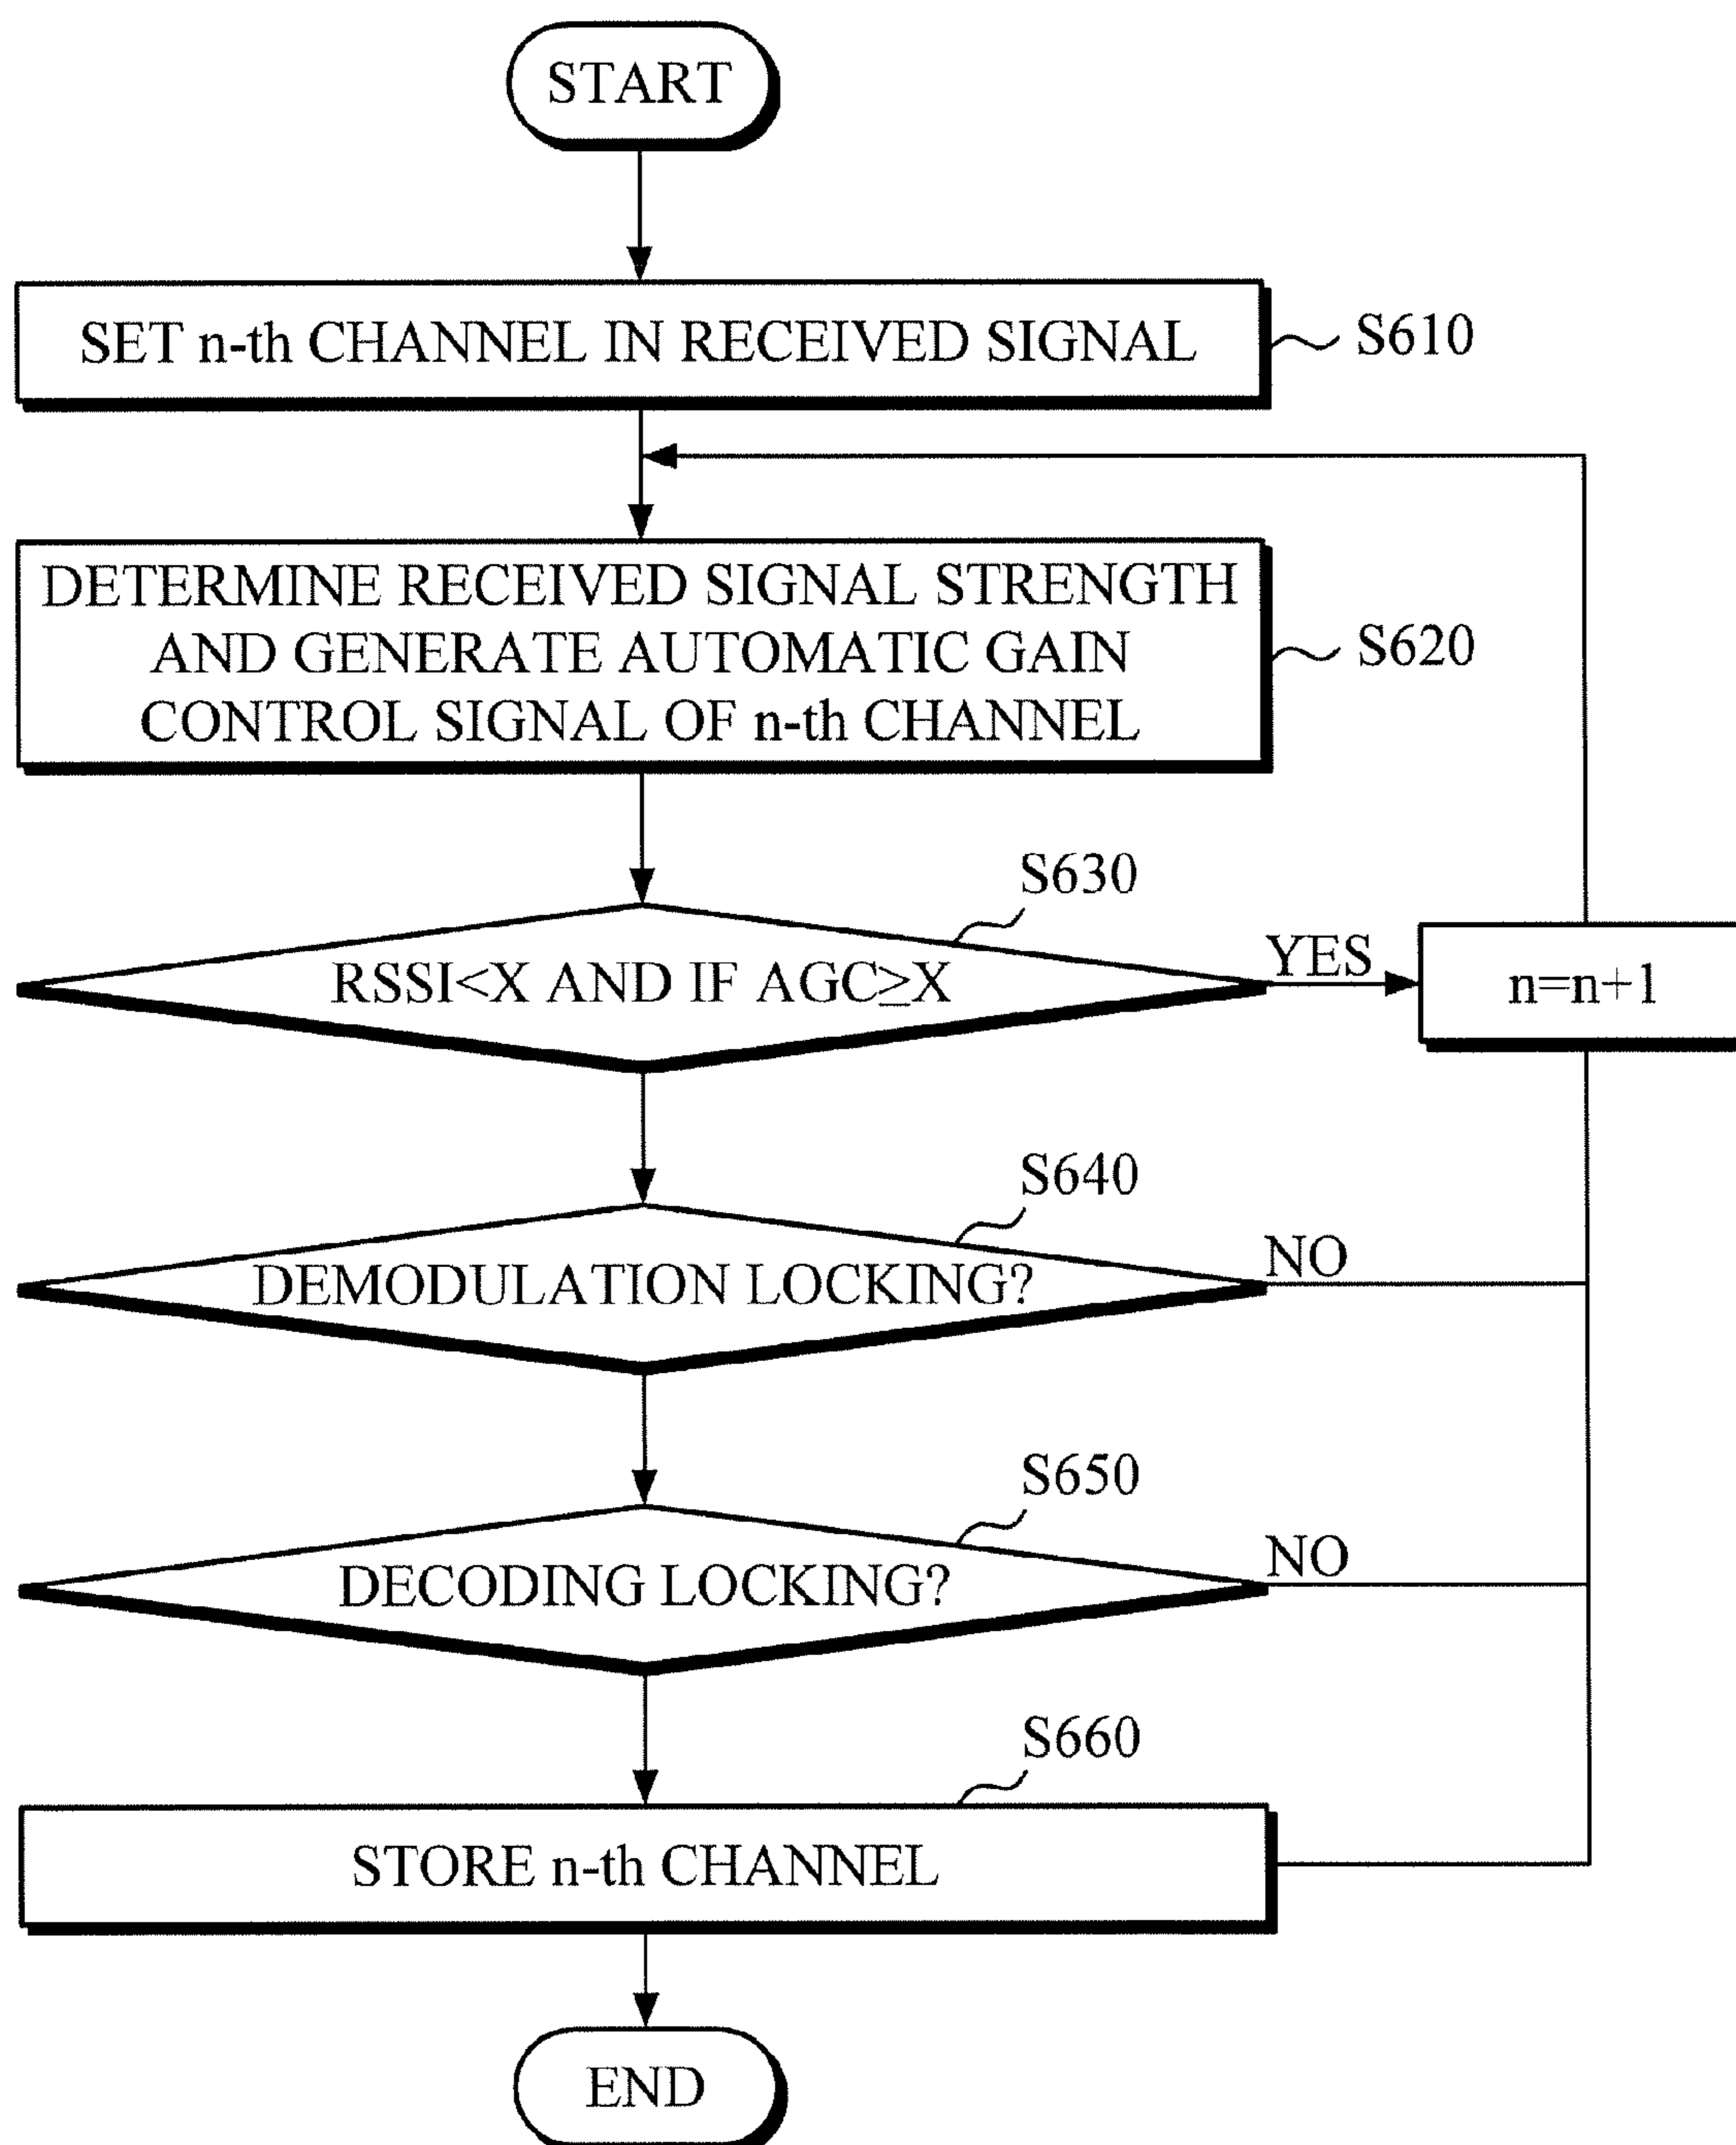 START
SET n-th CHANNEL IN RECEIVED SIGNAL
S610
DETERMINE RECEIVED SIGNAL STRENGTH
AND GENERATE AUTOMATIC GAIN
CONTROL SIGNAL OF n-th CHANNEL
S620
S630
RSSI<X AND IF AGC≥X
YES
n=n+1
S640
DEMODULATION LOCKING?
NO
S650
DECODING LOCKING?
NO
S660
STORE n-th CHANNEL
END